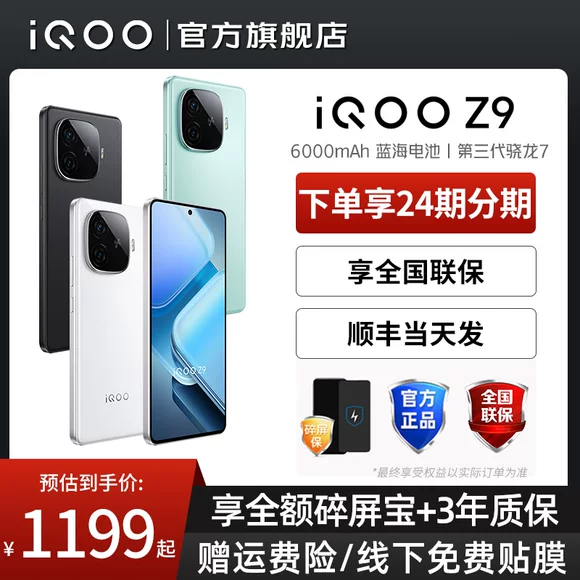 iQOO | 官方旗舰店
iQOO Z9
6000mAh 蓝海电池 | 第三代骁龙7
下单享24期分期
享全国联保
顺丰当天发
iQOO Z9
iQOO
碎屏保
官方正品
全国联保
*最终享受权益以实际订单为准
预估到手价:
¥1199起
享全额碎屏宝+3年质保
赠运费险/线下免费贴膜